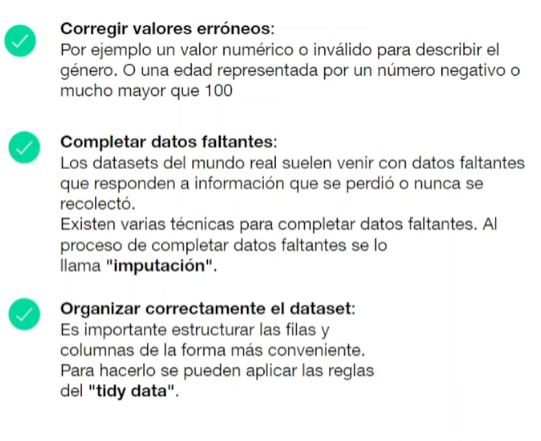 Corregir valores erróneos:
Por ejemplo un valor numérico o inválido para describir el
género. O una edad representada por un número negativo o
mucho mayor que 100
Completar datos faltantes:
Los datasets del mundo real suelen venir con datos faltantes
que responden a información que se perdió o nunca se
recolectó.
Existen varias técnicas para completar datos faltantes. Al
proceso de completar datos faltantes se lo
llama "imputación".
Organizar correctamente el dataset:
Es importante estructurar las filas y
columnas de la forma más conveniente.
Para hacerlo se pueden aplicar las reglas
del "tidy data".